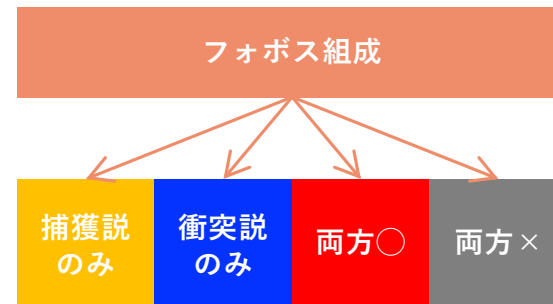 フォボス組成
捕獲説
のみ
衝突説
のみ
両方○
両方×